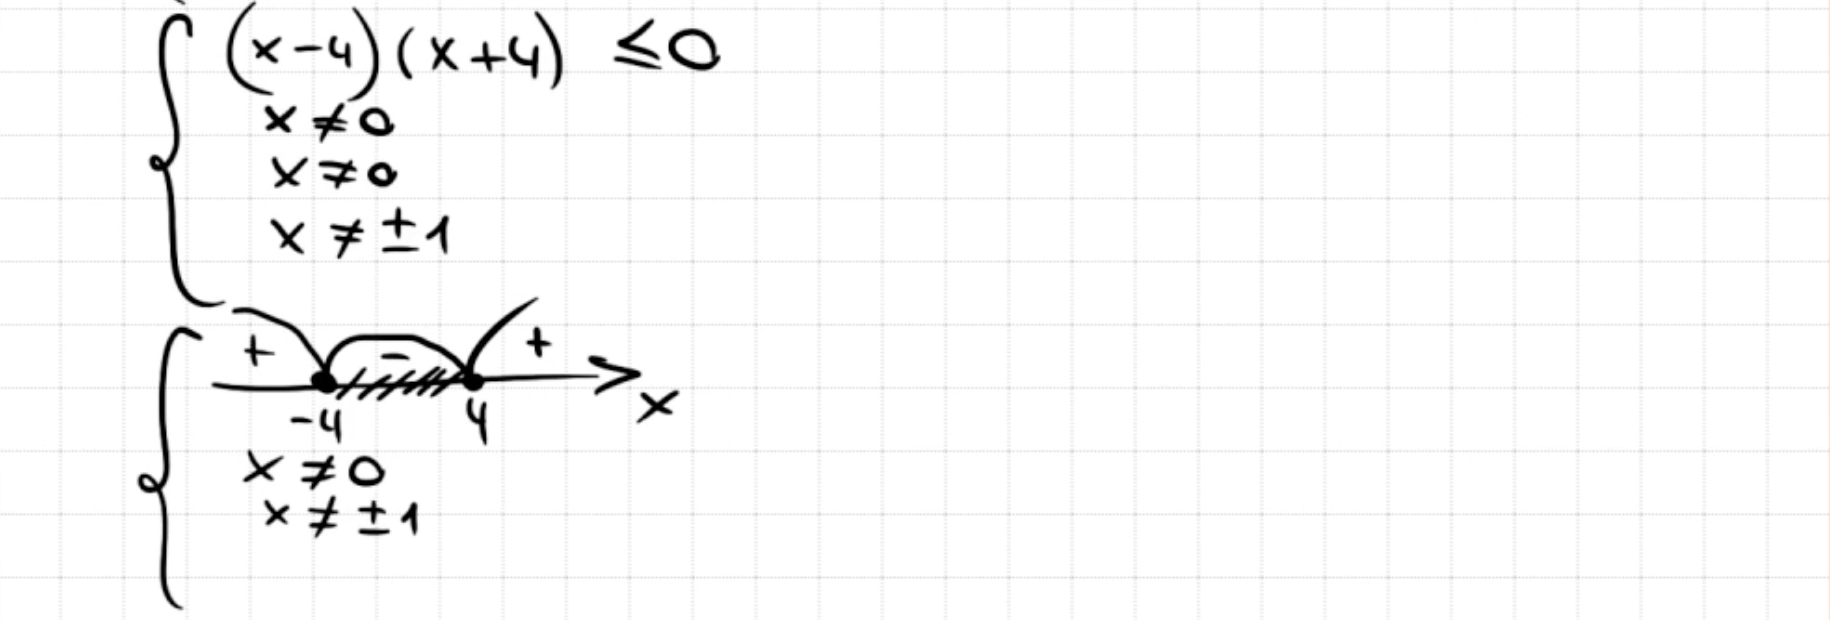 (x-4)(x+4) ≤0
x ≠0
x ≠0
x ≠ ±1
+ - +
-4 4 x
x ≠ 0
x ≠ ±1